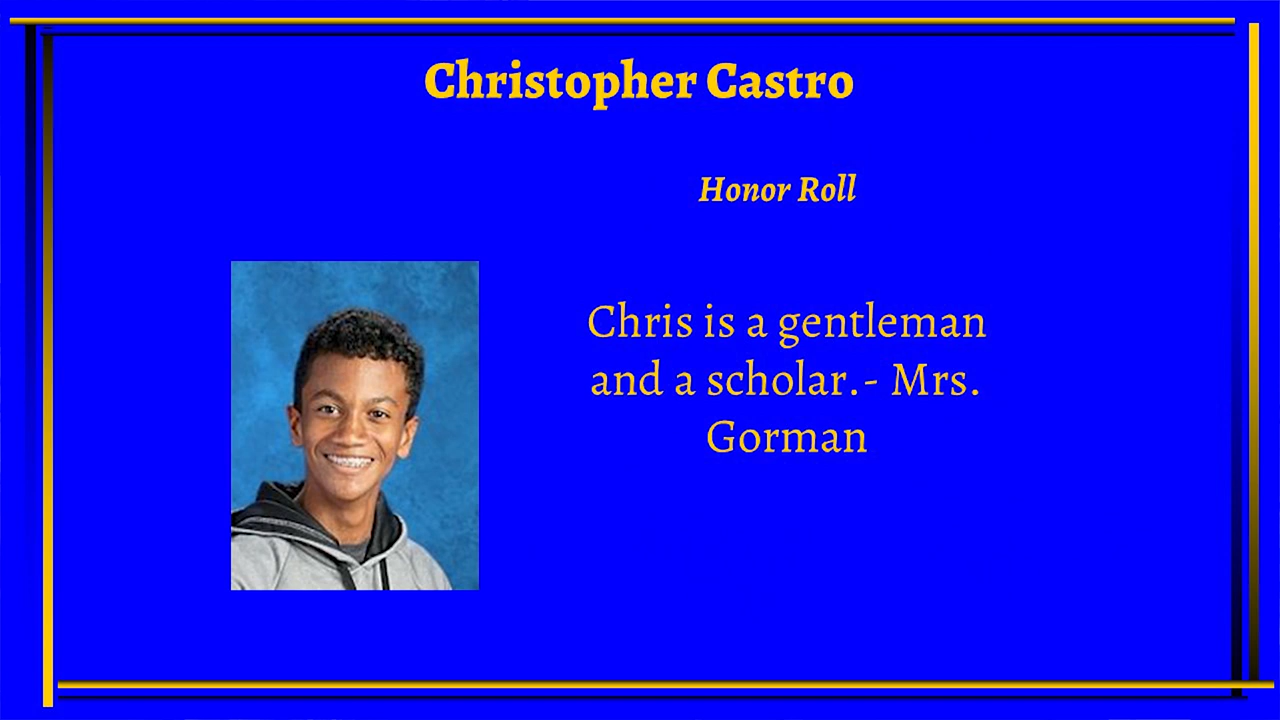 Christopher Castro
Honor Roll
Chris is a gentleman
and a scholar.- Mrs.
Gorman